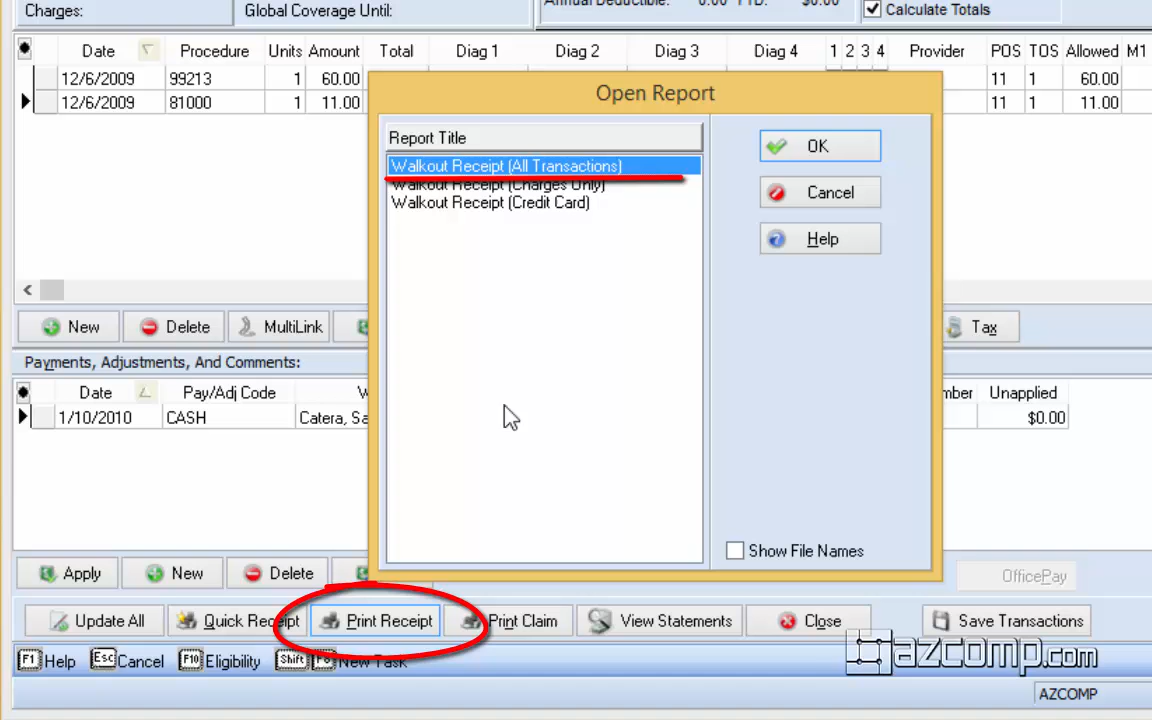 Charges:
Global Coverage Until:
Annual Deductible: 0.00 YTD: $0.00
Calculate Totals
Date Procedure Units Amount Total Diag 1 Diag 2 Diag 3 Diag 4 1 2 3 4 Provider POS TOS Allowed M1
12/6/2009 99213 1 60.00 11 1 60.00
12/6/2009 81000 1 11.00 11 1 11.00
Open Report
Report Title
Walkout Receipt (All Transactions)
Walkout Receipt (Charges Only)
Walkout Receipt (Credit Card)
OK
Cancel
Help
Show File Names
New Delete MultiLink Tax
Payments, Adjustments, And Comments:
Date Pay/Adj Code W mber Unapplied
1/10/2010 CASH Catera, Sa $0.00
Apply New Delete OfficePay
Update All Quick Receipt Print Receipt Print Claim View Statements Close Save Transactions
F1 Help Esc Cancel F10 Eligibility Shift F8 New Task
azcomp.com
AZCOMP